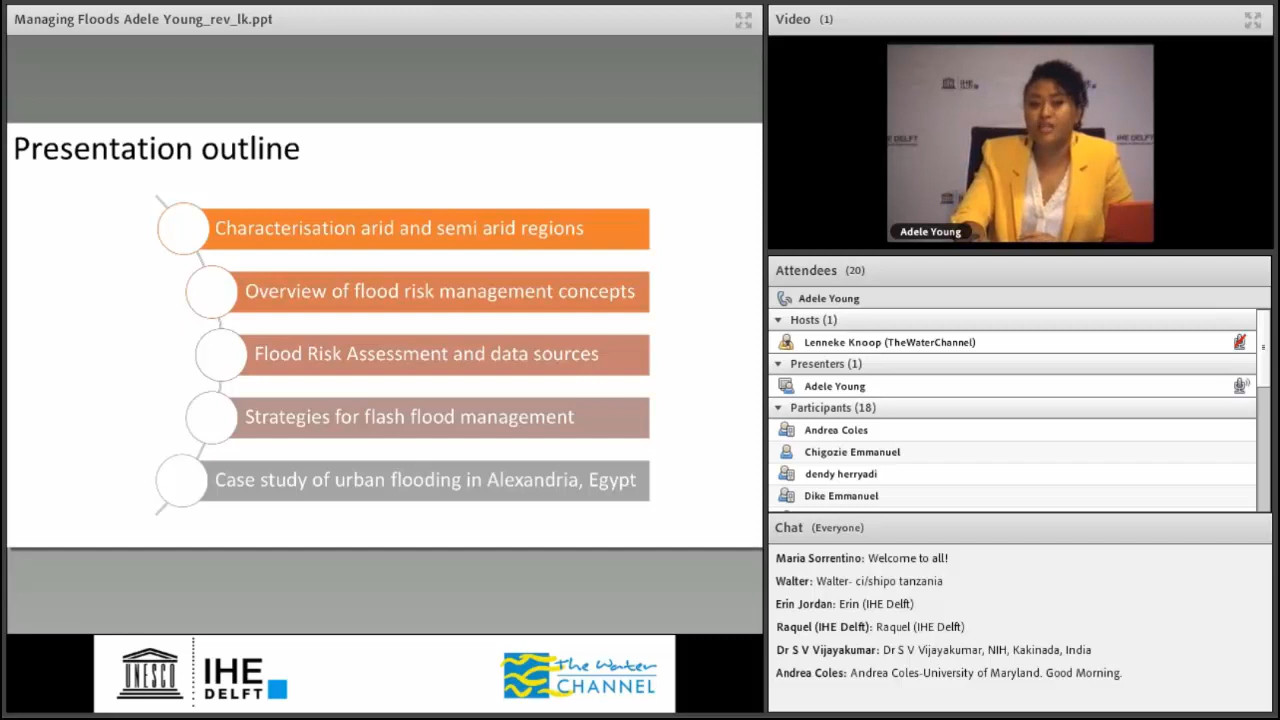 Managing Floods Adele Young_rev_lk.ppt
Presentation outline
Characterisation arid and semi arid regions
Overview of flood risk management concepts
Flood Risk Assessment and data sources
Strategies for flash flood management
Case study of urban flooding in Alexandria, Egypt
UNESCO
IHE
DELFT
The Water
CHANNEL
Video (1)
IHE DELFT
Adele Young
Attendees (20)
Adele Young
Hosts (1)
Lenneke Knoop (TheWaterChannel)
Presenters (1)
Adele Young
Participants (18)
Andrea Coles
Chigozie Emmanuel
dendy herryadi
Dike Emmanuel
Chat (Everyone)
Maria Sorrentino: Welcome to all!
Walter: Walter- ci/shipo tanzania
Erin Jordan: Erin (IHE Delft)
Raquel (IHE Delft): Raquel (IHE Delft)
Dr S V Vijayakumar: Dr S V Vijayakumar, NIH, Kakinada, India
Andrea Coles: Andrea Coles-University of Maryland. Good Morning.